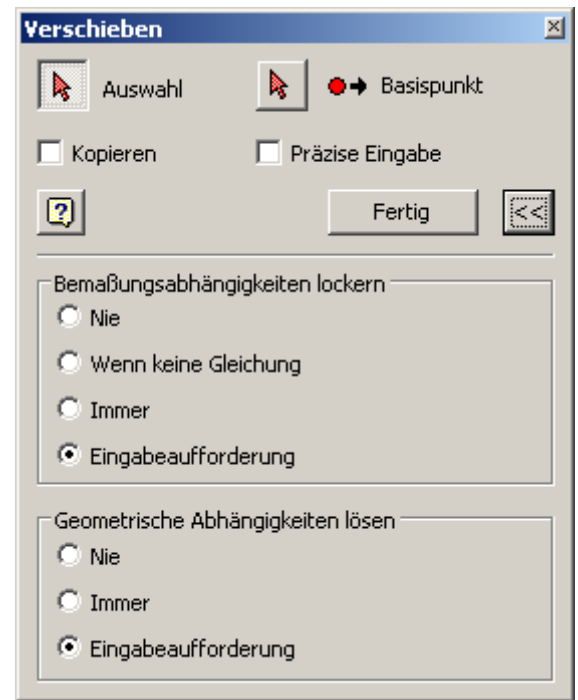 Verschieben
Auswahl Basispunkt
Kopieren Präzise Eingabe
Fertig <<
Bemaßungsabhängigkeiten lockern
Nie
Wenn keine Gleichung
Immer
Eingabeaufforderung
Geometrische Abhängigkeiten lösen
Nie
Immer
Eingabeaufforderung